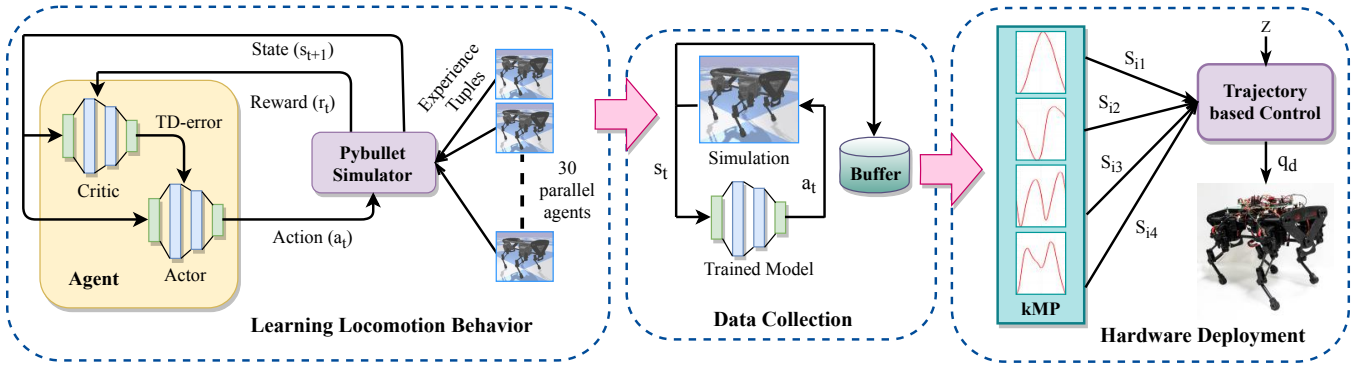 State (s_{t+1})
Reward (r_t)
TD-error
Critic
Agent
Actor
Action (a_t)
Pybullet
Simulator
Experience
Tuples
30
parallel
agents
Learning Locomotion Behavior
Simulation
s_t
a_t
Buffer
Trained Model
Data Collection
kMP
S_{i1}
S_{i2}
S_{i3}
S_{i4}
z
Trajectory
based Control
q_d
Hardware Deployment